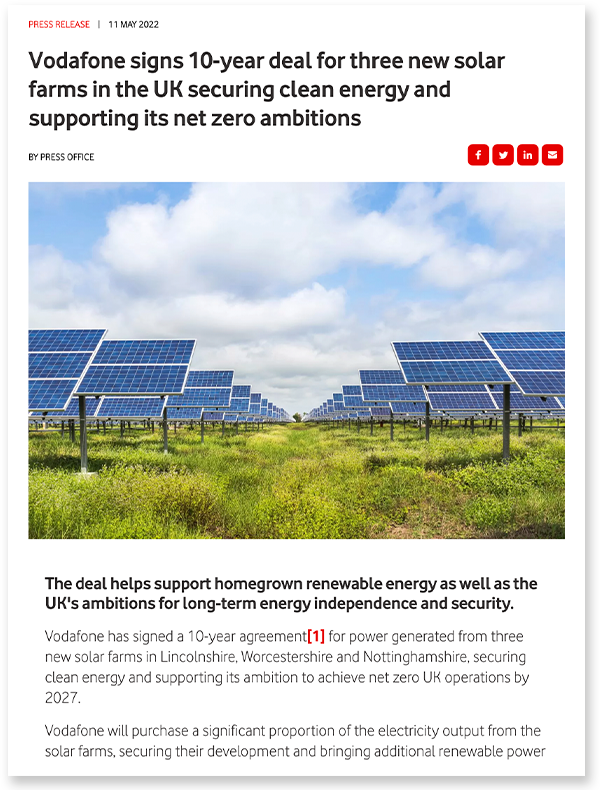 PRESS RELEASE | 11 MAY 2022
Vodafone signs 10-year deal for three new solar
farms in the UK securing clean energy and
supporting its net zero ambitions
BY PRESS OFFICE
The deal helps support homegrown renewable energy as well as the
UK's ambitions for long-term energy independence and security.
Vodafone has signed a 10-year agreement[1] for power generated from three
new solar farms in Lincolnshire, Worcestershire and Nottinghamshire, securing
clean energy and supporting its ambition to achieve net zero UK operations by
2027.
Vodafone will purchase a significant proportion of the electricity output from the
solar farms, securing their development and bringing additional renewable power